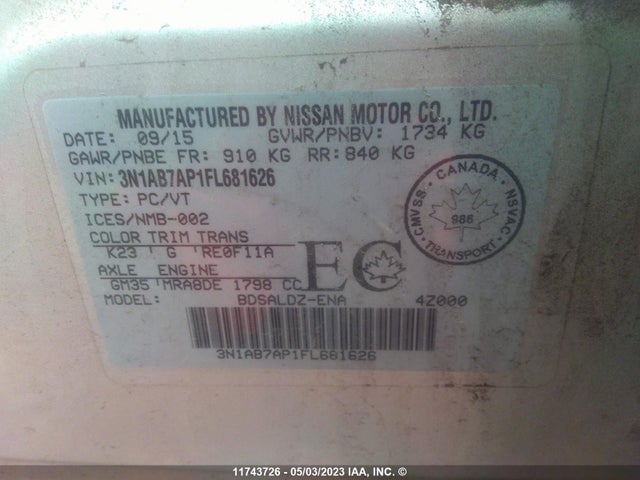 MANUFACTURED BY NISSAN MOTOR CO., LTD.
DATE: 09/15 GVWR/PNBV: 1734 KG
GAWR/PNBE FR: 910 KG RR: 840 KG
VIN: 3N1AB7AP1FL681626
TYPE: PC/VT
ICES/NMB-002
COLOR TRIM TRANS
K23 G 'RE0F11A
AXLE ENGINE
GM35 'MRA8DE 1798 CC
MODEL: BDSALDZ-ENA 4Z000
EC
CMVSS · CANADA · NSVAC · TRANSPORT ·
986
3N1AB7AP1FL681626
11743726 - 05/03/2023 IAA, INC. ©